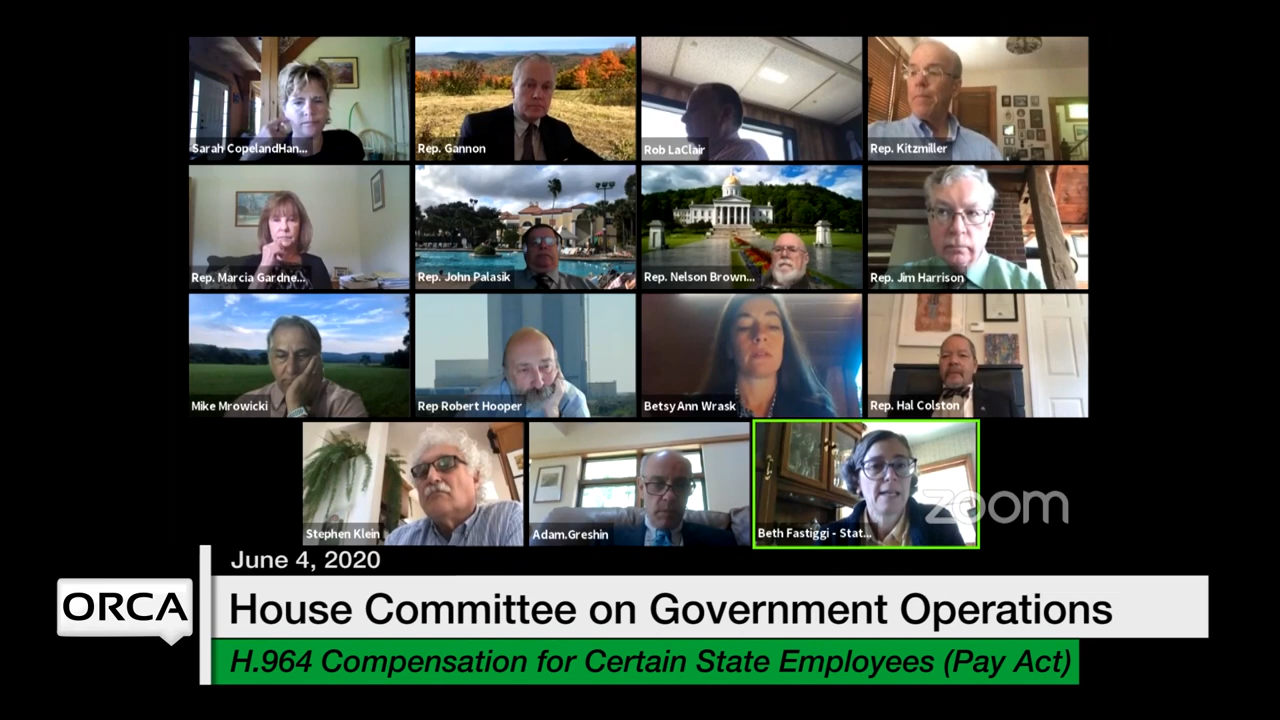 Sarah CopelandHan...
Rep. Gannon
Rob LaClair
Rep. Kitzmiller
Rep. Marcia Gardne...
Rep. John Palasik
Rep. Nelson Brown...
Rep. Jim Harrison
Mike Mrowicki
Rep Robert Hooper
Betsy Ann Wrask
Rep. Hal Colston
Stephen Klein
Adam.Greshin
Beth Fastiggi - Stat...
zoom
June 4, 2020
ORCA
House Committee on Government Operations
H.964 Compensation for Certain State Employees (Pay Act)